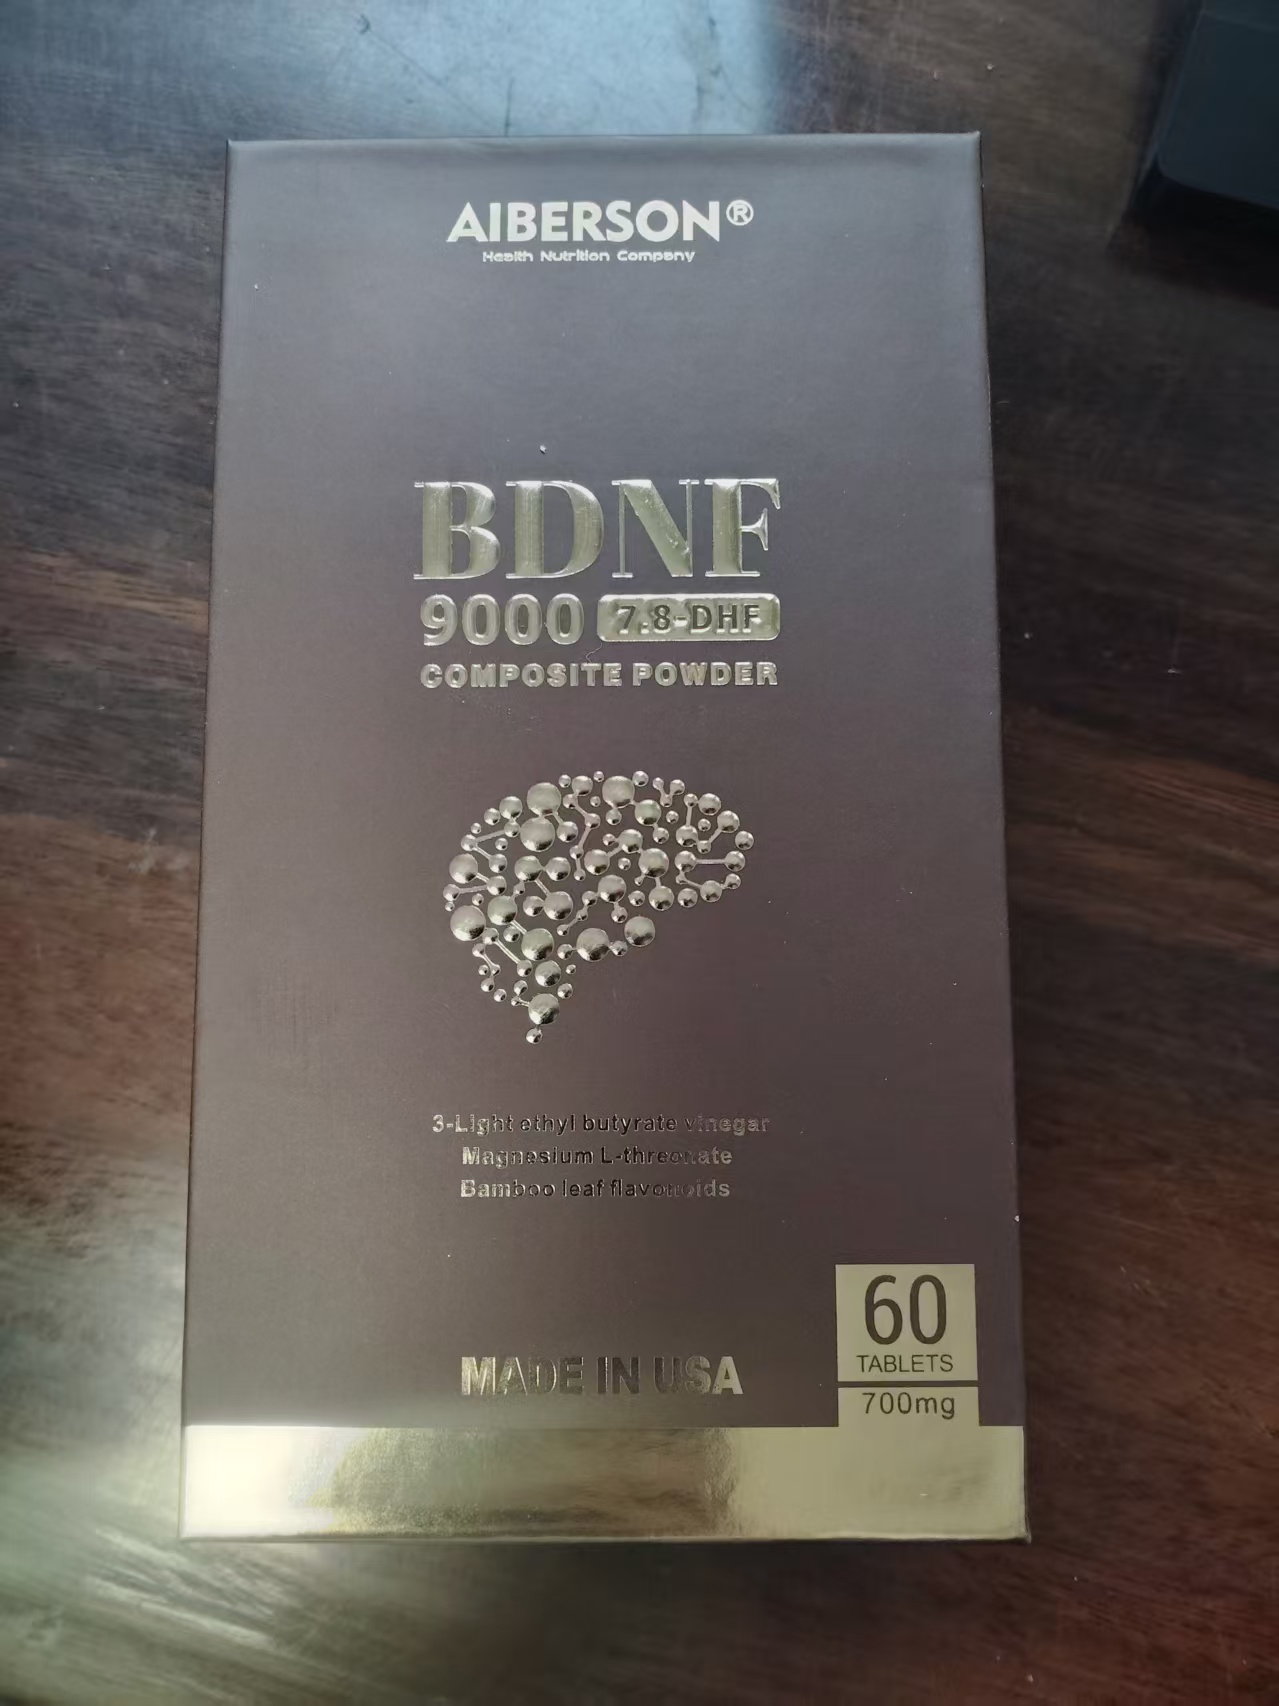 AIBERSON®
Health Nutrition Company
BDNF
9000 7.8-DHF
COMPOSITE POWDER
3-Light ethyl butyrate vinegar
Magnesium L-threonate
Bamboo leaf flavonoids
60
TABLETS
MADE IN USA
700mg